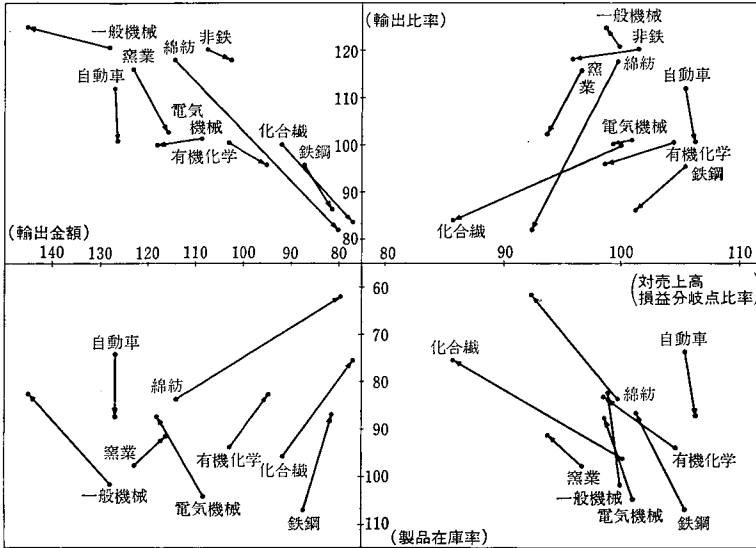 一般機械
窯業
綿紡
非鉄
自動車
電気
機械
有機化学
化合繊
鉄鋼
(輸出金額)
140 130 120 110 100 90 80
(輸出比率)
120
110
100
90
80
一般機械
非鉄
窯
業
綿紡
自動車
電気機械
有機化学
鉄鋼
化合繊
80 90 100 110
(対売上高
損益分岐点比率)
60
70
80
90
100
110
115
(製品在庫率)
自動車
綿紡
窯業
一般機械
有機化学
電気機械
化合繊
鉄鋼
化合繊
自動車
有機化学
窯業
一般機械
電気機械
鉄鋼
綿紡